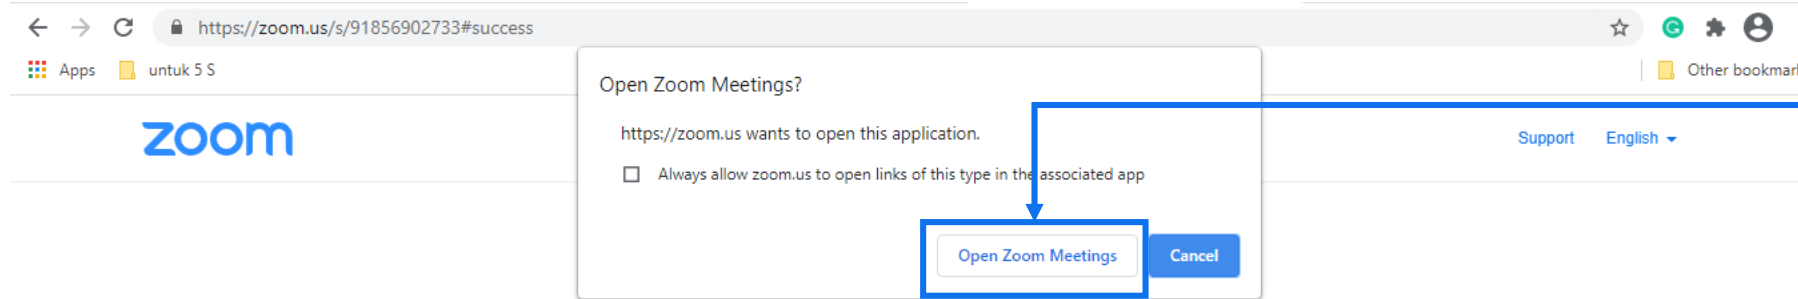 https://zoom.us/s/91856902733#success
Apps
untuk 5 S
Other bookmar
Open Zoom Meetings?
https://zoom.us wants to open this application.
zoom
Support
English
Always allow zoom.us to open links of this type in the associated app
Open Zoom Meetings
Cancel